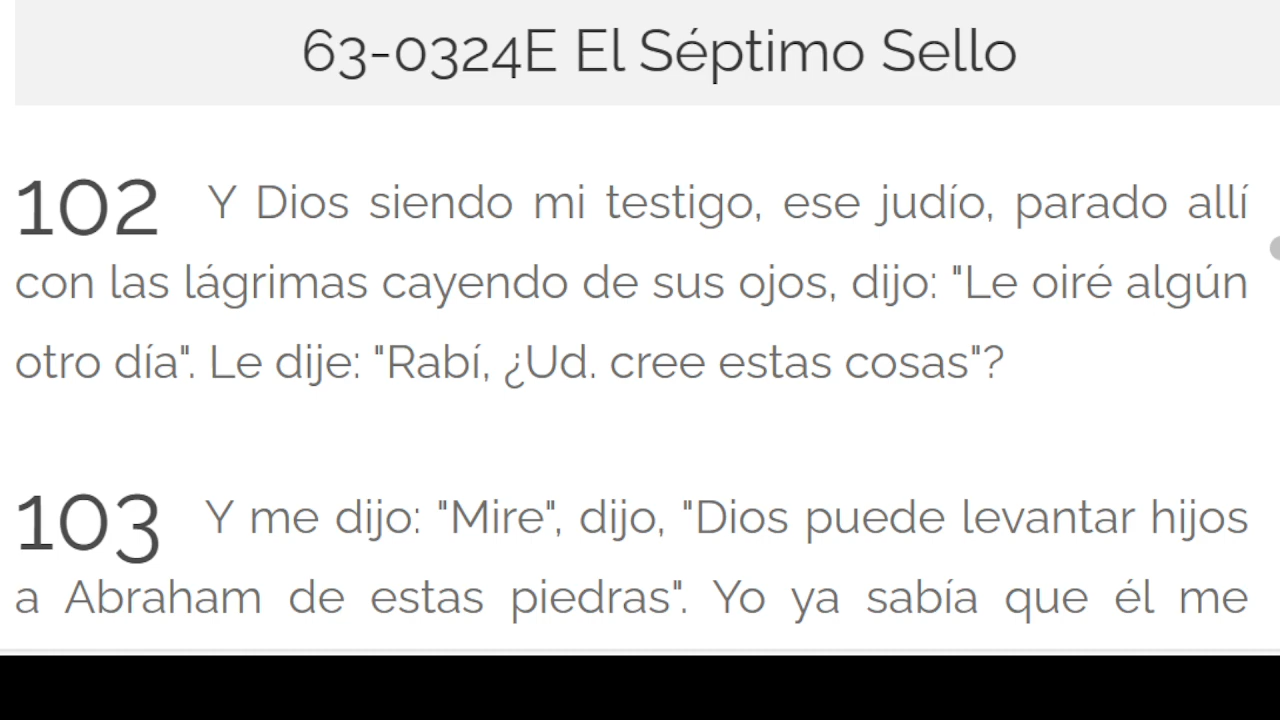 63-0324E El Séptimo Sello
102 Y Dios siendo mi testigo, ese judío, parado allí
con las lágrimas cayendo de sus ojos, dijo: "Le oiré algún
otro día". Le dije: "Rabí, ¿Ud. cree estas cosas"?
103 Y me dijo: "Mire", dijo, "Dios puede levantar hijos
a Abraham de estas piedras". Yo ya sabía que él me